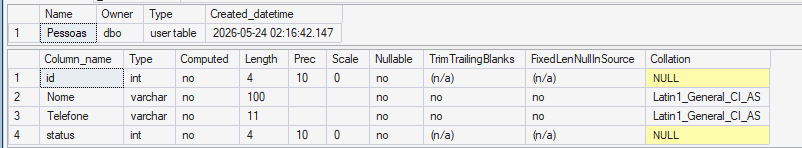 Name Owner Type Created_datetime
1 Pessoas dbo user table 2026-05-24 02:16:42.147
Column_name Type Computed Length Prec Scale Nullable TrimTrailingBlanks FixedLenNullInSource Collation
1 id int no 4 10 0 no (n/a) (n/a) NULL
2 Nome varchar no 100 no no no Latin1_General_CI_AS
3 Telefone varchar no 11 no no no Latin1_General_CI_AS
4 status int no 4 10 0 no (n/a) (n/a) NULL